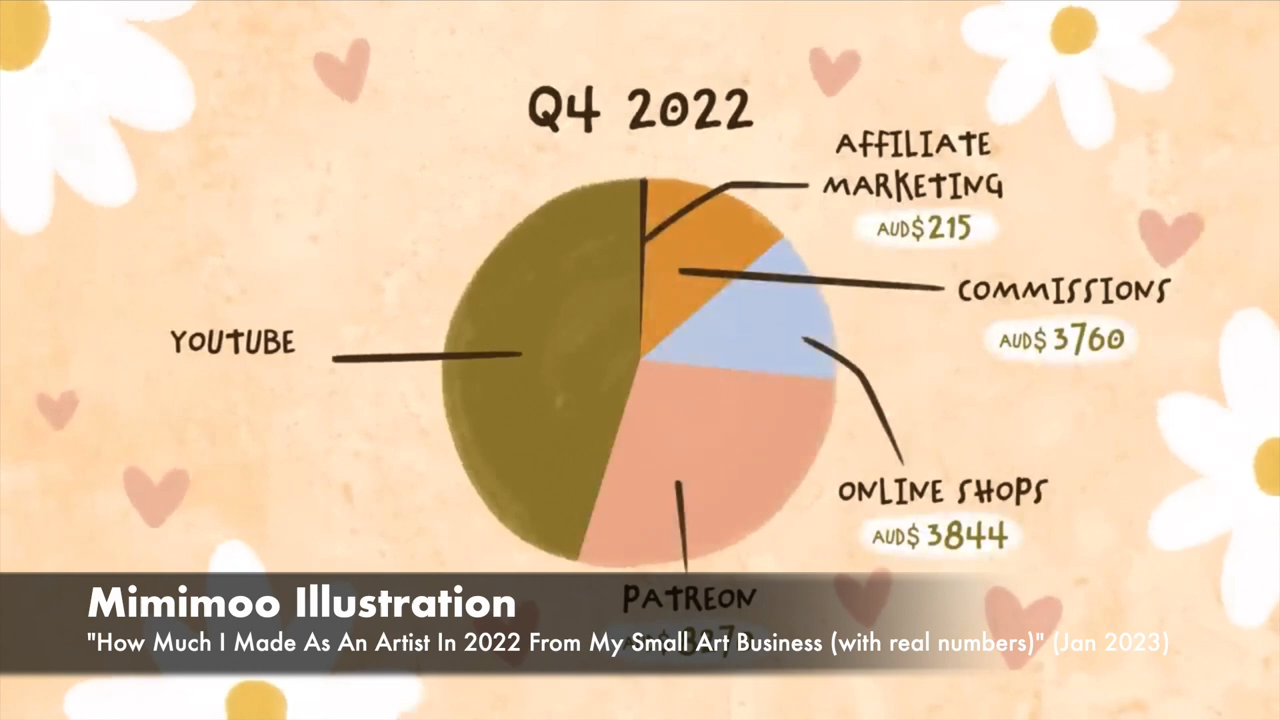 Q4 2022
AFFILIATE
MARKETING
AUD$215
COMMISSIONS
AUD$3760
YOUTUBE
ONLINE SHOPS
AUD$3844
PATREON
Mimimoo Illustration
"How Much I Made As An Artist In 2022 From My Small Art Business (with real numbers)" (Jan 2023)